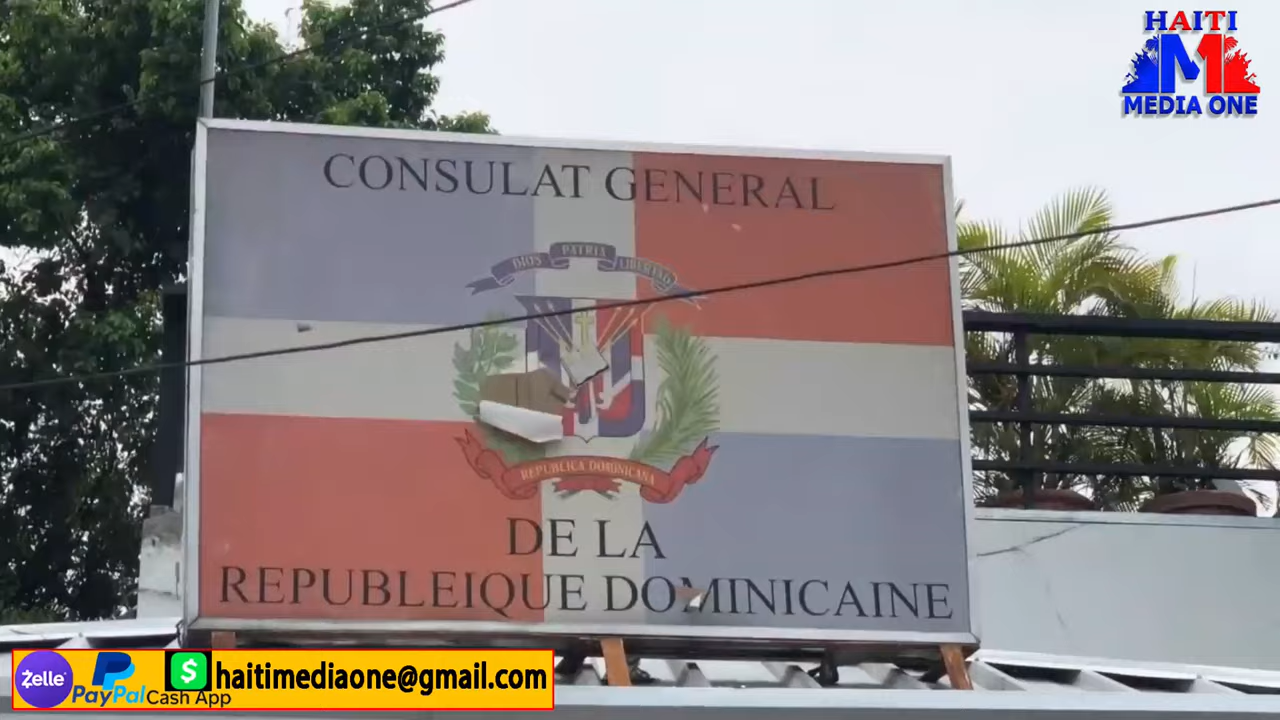 HAITI
M1
MEDIA ONE
CONSULAT GENERAL
DIOS PATRIA LIBERTAD
REPUBLICA DOMINICANA
DE LA
REPUBLEIQUE DOMINICAINE
Zelle PayPal $ Cash App haitimediaone@gmail.com